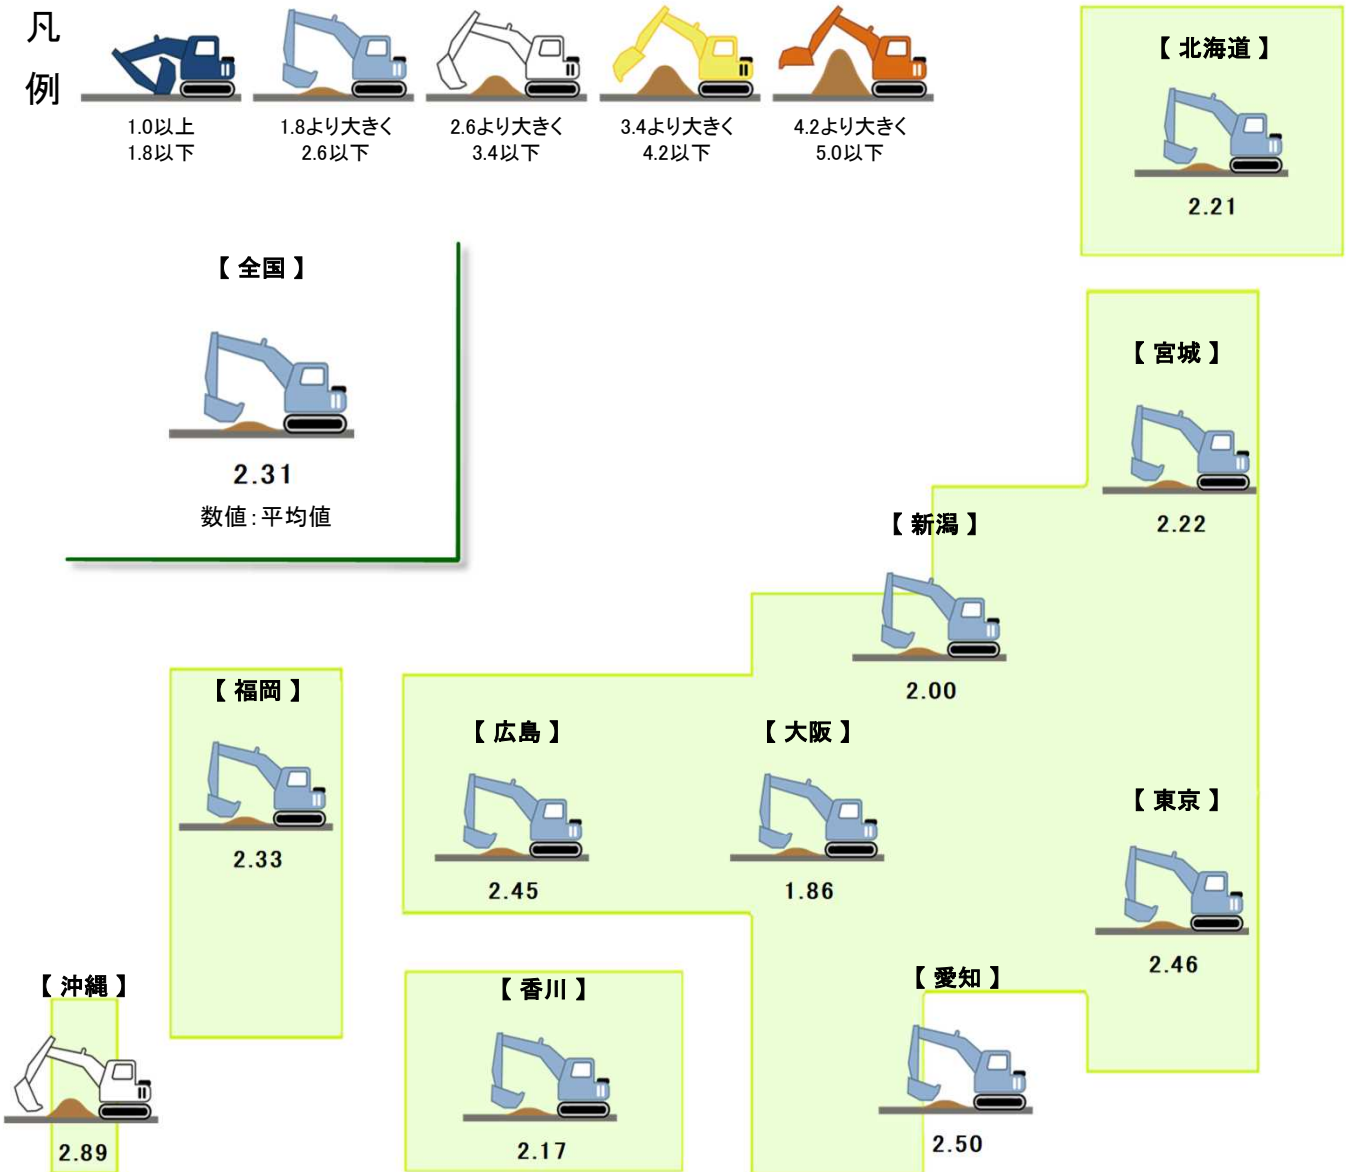 凡
例
1.0以上
1.8以下
1.8より大きく
2.6以下
2.6より大きく
3.4以下
3.4より大きく
4.2以下
4.2より大きく
5.0以下
【 北海道 】
2.21
【 全国 】
2.31
数値:平均値
【 宮城 】
2.22
【 新潟 】
2.00
【 福岡 】
2.33
【 広島 】
2.45
【 大阪 】
1.86
【 東京 】
2.46
【 沖縄 】
2.89
【 香川 】
2.17
【 愛知 】
2.50